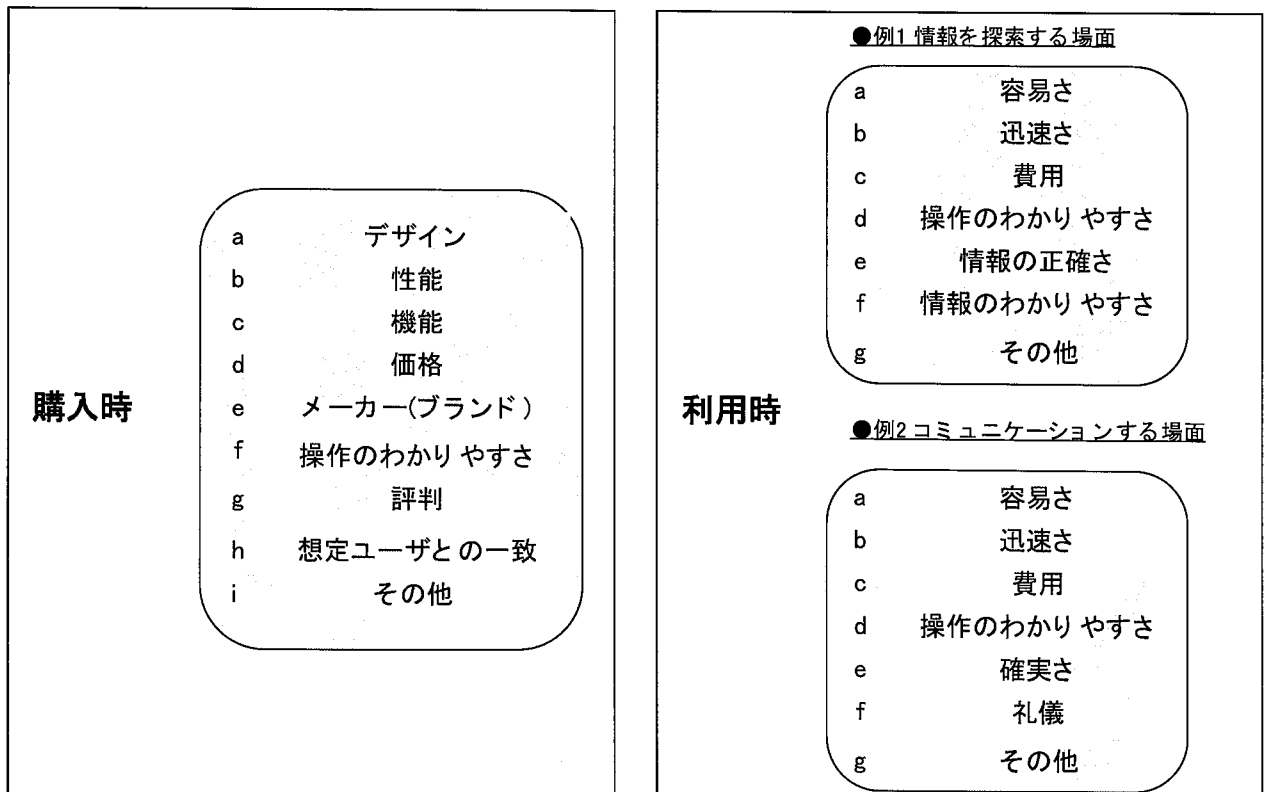 購入時
a デザイン
b 性能
c 機能
d 価格
e メーカー(ブランド)
f 操作のわかりやすさ
g 評判
h 想定ユーザとの一致
i その他
利用時
●例1 情報を探索する場面
a 容易さ
b 迅速さ
c 費用
d 操作のわかりやすさ
e 情報の正確さ
f 情報のわかりやすさ
g その他
●例2 コミュニケーションする場面
a 容易さ
b 迅速さ
c 費用
d 操作のわかりやすさ
e 確実さ
f 礼儀
g その他